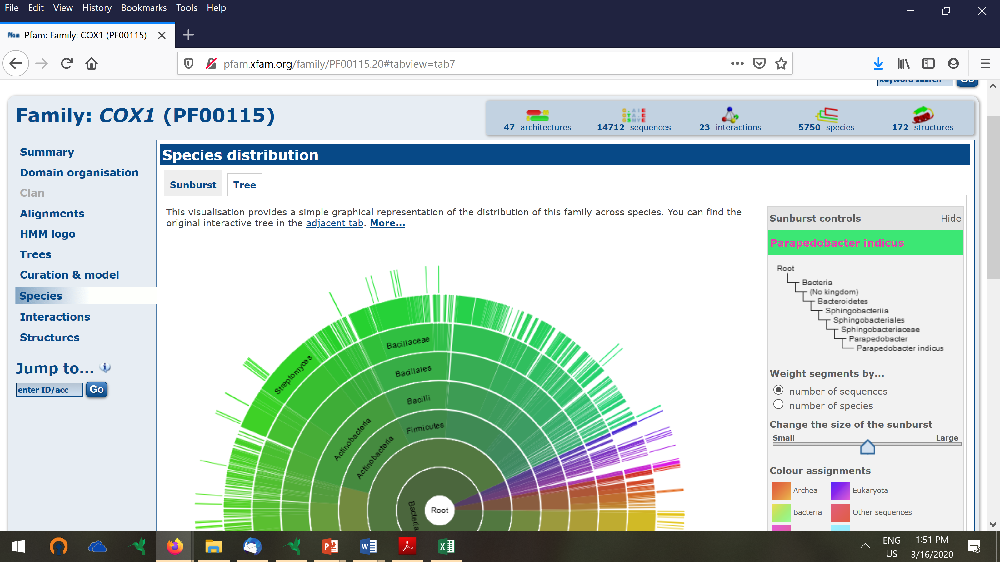 File Edit View History Bookmarks Tools Help
Pfam Pfam: Family: COX1 (PF00115)
pfam.xfam.org/family/PF00115.20#tabview=tab7
keyword search Go
Family: COX1 (PF00115)
47 architectures 14712 sequences 23 interactions 5750 species 172 structures
Summary
Domain organisation
Clan
Alignments
HMM logo
Trees
Curation & model
Species
Interactions
Structures
Jump to...
enter ID/acc Go
Species distribution
Sunburst Tree
This visualisation provides a simple graphical representation of the distribution of this family across species. You can find the
original interactive tree in the adjacent tab. More...
Bacillaceae
Bacillales
Bacilli
Firmicutes
Streptomyces
Actinobacteria
Actinobacteria
Bacteria
Root
Sunburst controls Hide
Parapedobacter indicus
Root
Bacteria
(No kingdom)
Bacteroidetes
Sphingobacteriia
Sphingobacteriales
Sphingobacteriaceae
Parapedobacter
Parapedobacter indicus
Weight segments by...
number of sequences
number of species
Change the size of the sunburst
Small Large
Colour assignments
Archea Eukaryota
Bacteria Other sequences
ENG 1:51 PM
US 3/16/2020